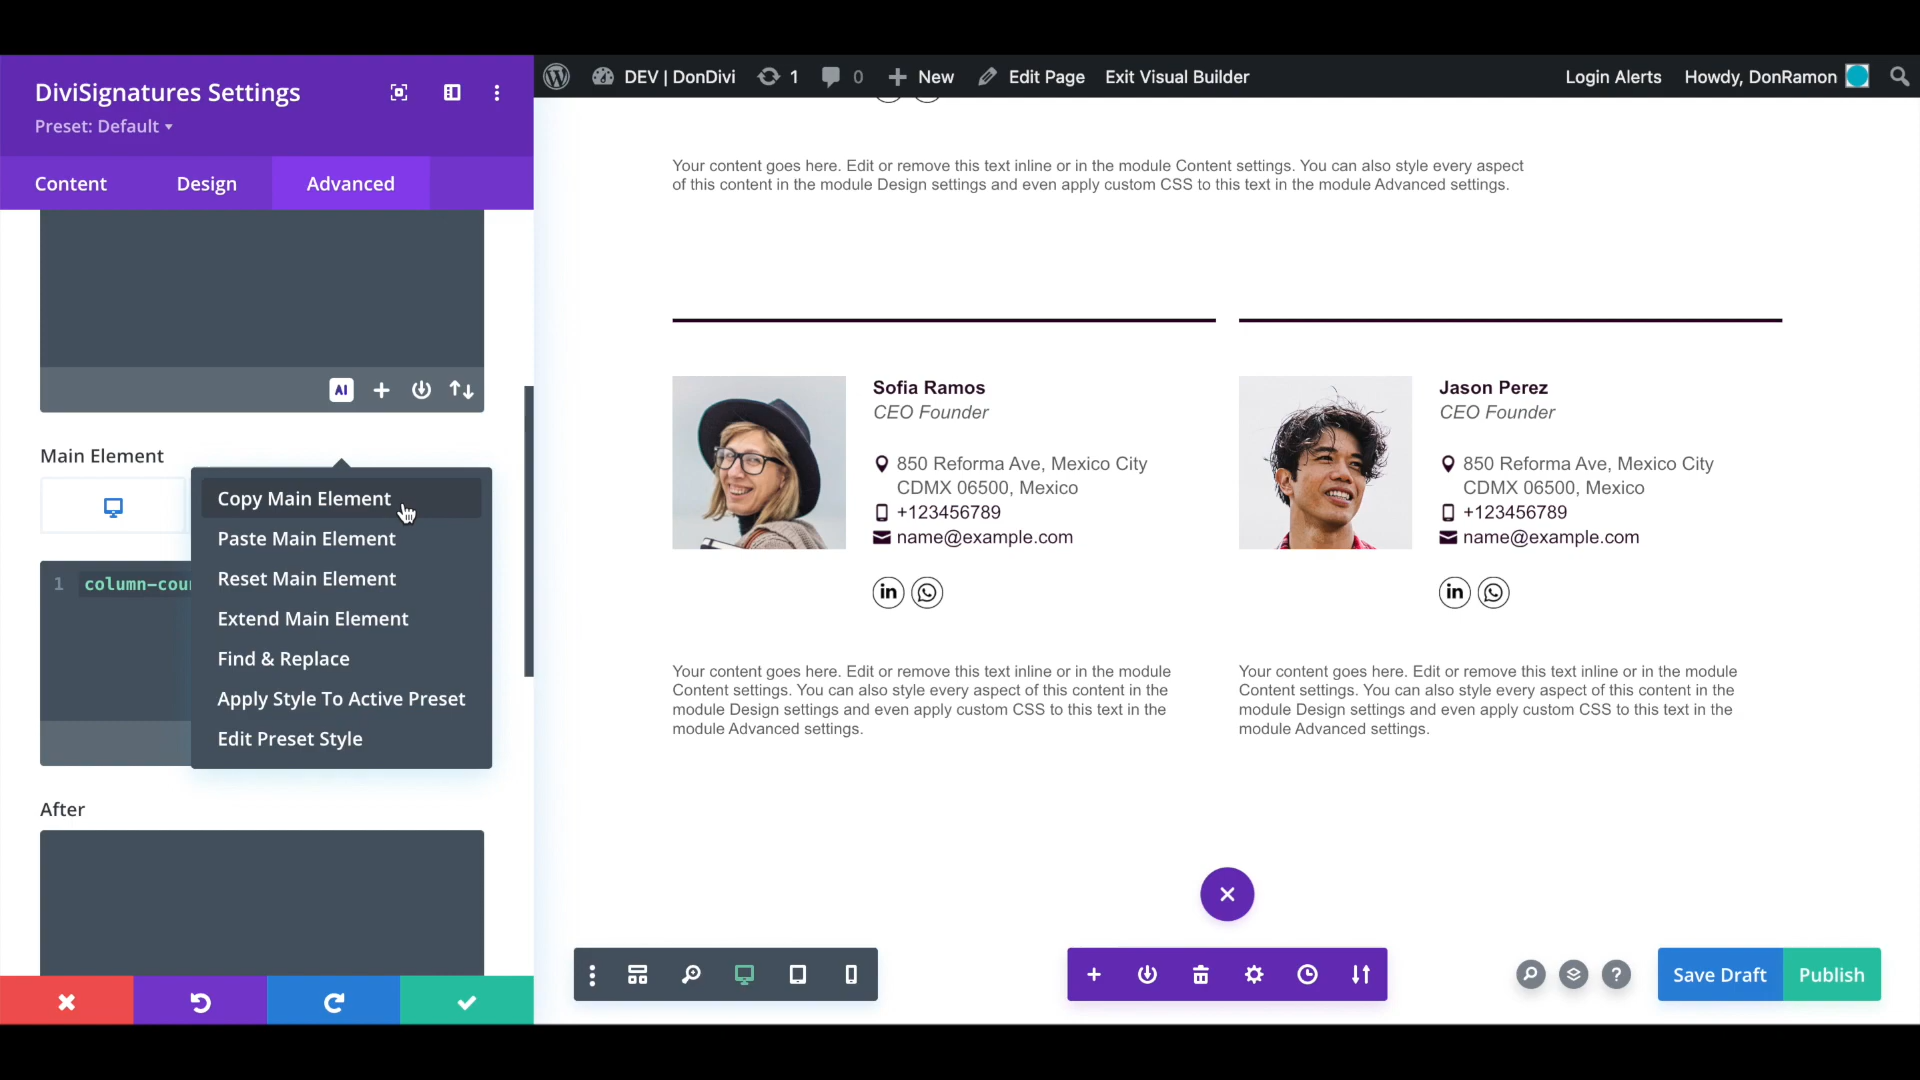 DiviSignatures Settings
Preset: Default
Content Design Advanced
AI
Main Element
Copy Main Element
Paste Main Element
Reset Main Element
Extend Main Element
Find & Replace
Apply Style To Active Preset
Edit Preset Style
1 column-cou
After
DEV | DonDivi 1 0 New Edit Page Exit Visual Builder Login Alerts Howdy, DonRamon
Your content goes here. Edit or remove this text inline or in the module Content settings. You can also style every aspect
of this content in the module Design settings and even apply custom CSS to this text in the module Advanced settings.
Sofia Ramos
CEO Founder
850 Reforma Ave, Mexico City
CDMX 06500, Mexico
+123456789
name@example.com
in
Your content goes here. Edit or remove this text inline or in the module
Content settings. You can also style every aspect of this content in the
module Design settings and even apply custom CSS to this text in the
module Advanced settings.
Jason Perez
CEO Founder
850 Reforma Ave, Mexico City
CDMX 06500, Mexico
+123456789
name@example.com
in
Your content goes here. Edit or remove this text inline or in the module
Content settings. You can also style every aspect of this content in the
module Design settings and even apply custom CSS to this text in the
module Advanced settings.
? Save Draft Publish